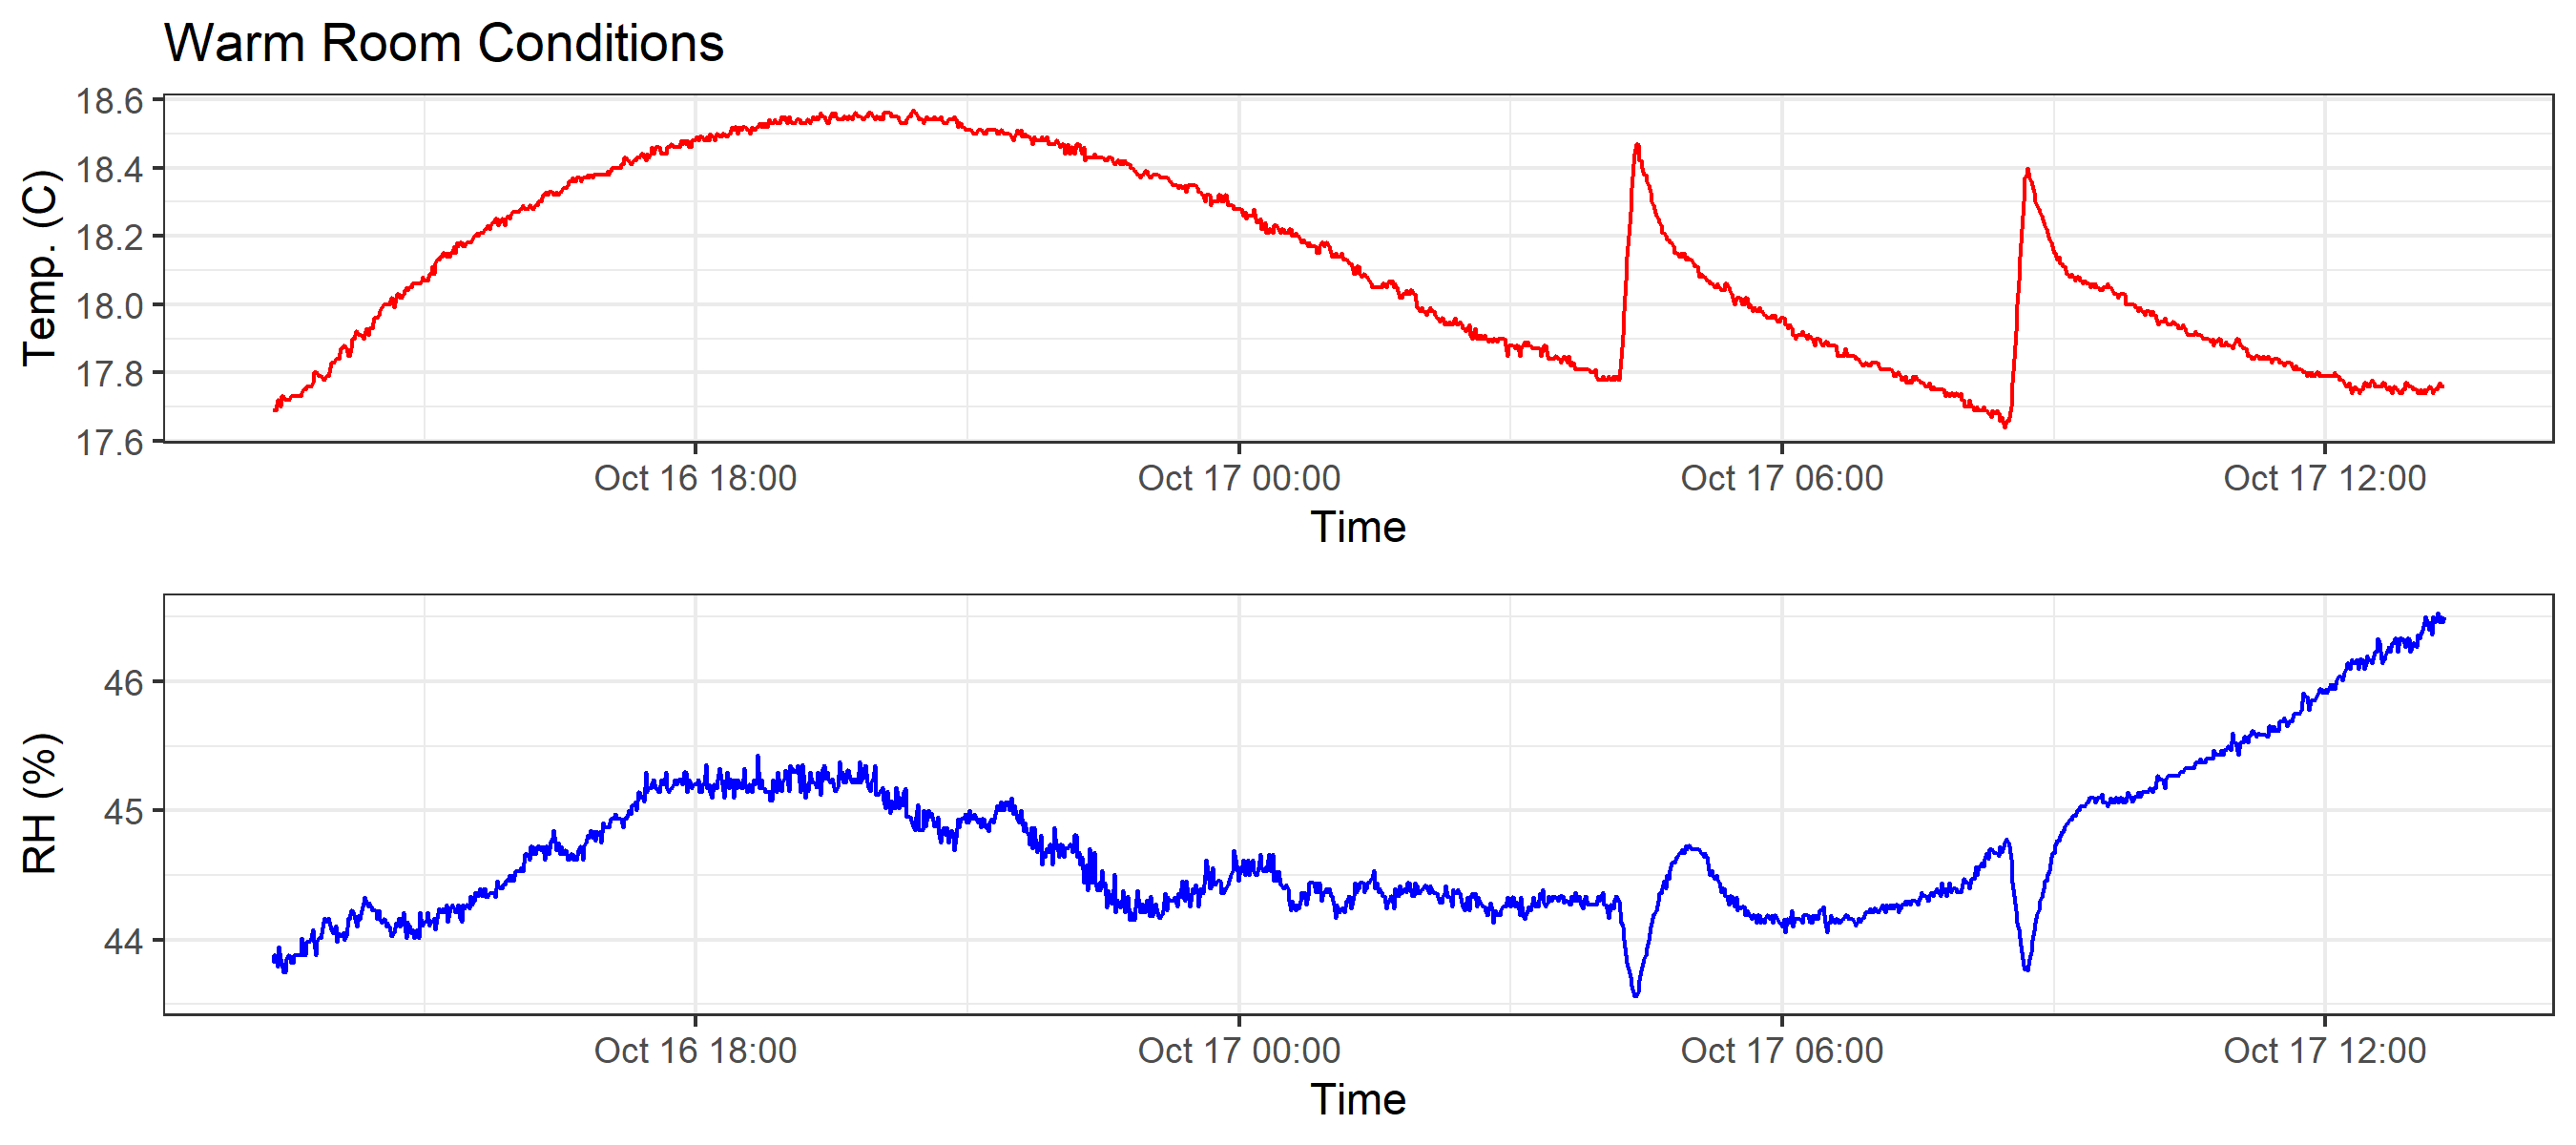 Warm Room Conditions
18.6
18.4
18.2
18.0
17.8
17.6
Temp. (C)
Oct 16 18:00 Oct 17 00:00 Oct 17 06:00 Oct 17 12:00
Time
46
45
44
RH (%)
Oct 16 18:00 Oct 17 00:00 Oct 17 06:00 Oct 17 12:00
Time